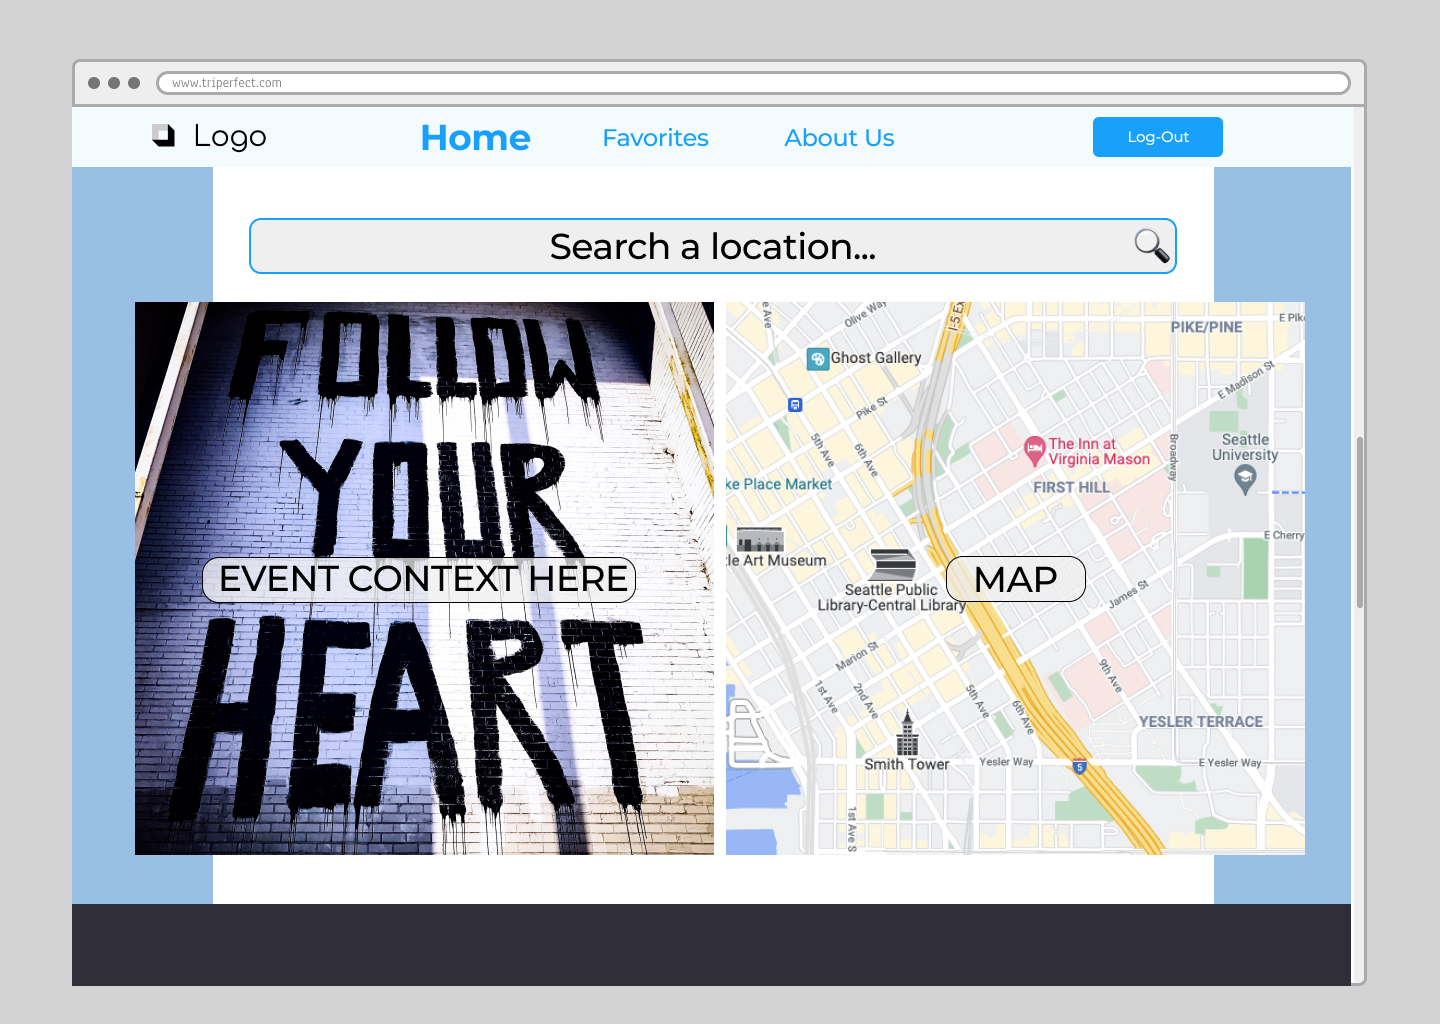 www.triperfect.com
Logo
Home
Favorites
About Us
Log-Out
Search a location...
FOLLOW
YOUR
EVENT CONTEXT HERE
HEART
Ave
Olive Way
I-5 Ex
PIKE/PINE
E Pik
Ghost Gallery
E Madison St
Pike St
5th Ave
6th Ave
The Inn at
Virginia Mason
Broadway
Seattle
University
ke Place Market
FIRST HILL
E Cherry
tle Art Museum
Seattle Public
Library-Central Library
MAP
James St
Marion St
1st Ave
2nd Ave
5th Ave
6th Ave
9th Ave
YESLER TERRACE
Smith Tower
Yesler Way
5
E Yesler Way
1st Ave S